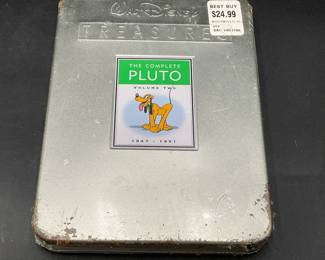 BEST BUY
$24.99
WALT DISNEY
TREASURES
THE COMPLETE
PLUTO
VOLUME TWO
1947 - 1951